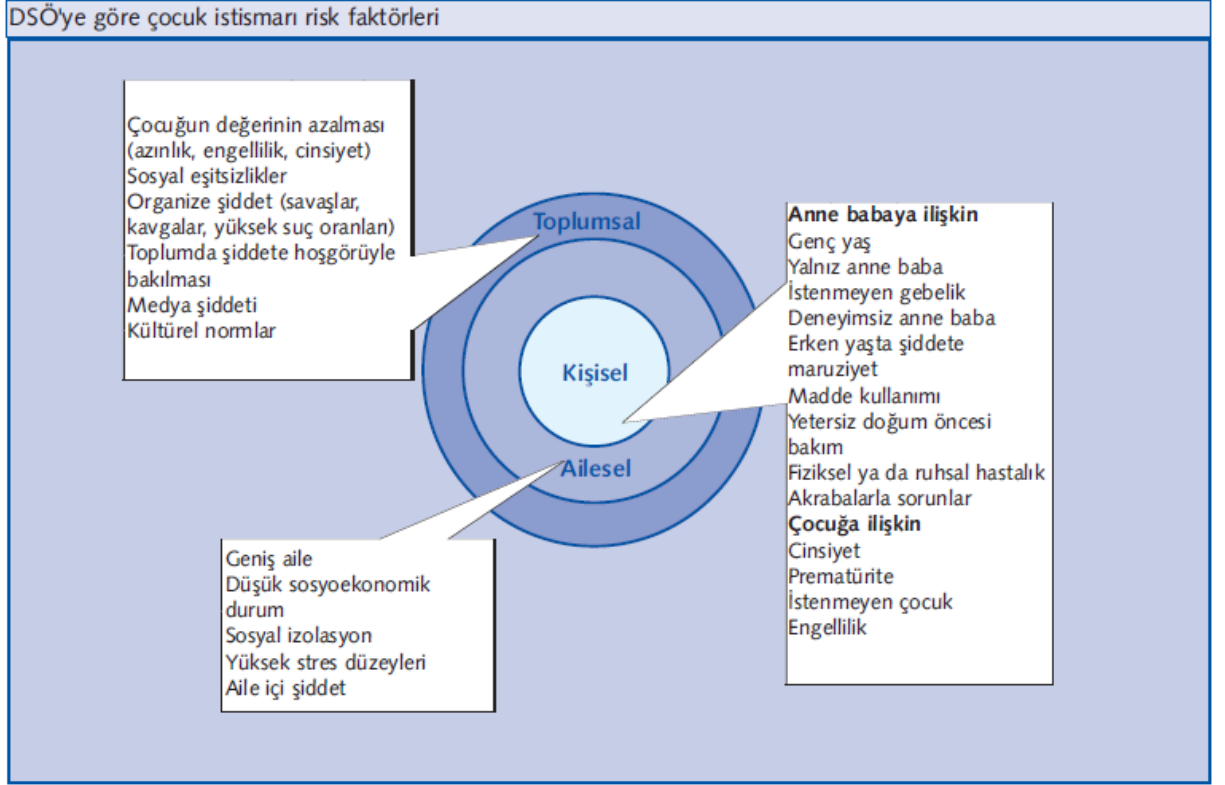 DSÖ'ye göre çocuk istismarı risk faktörleri
Çocuğun değerinin azalması
(azınlık, engellilik, cinsiyet)
Sosyal eşitsizlikler
Organize şiddet (savaşlar,
kavgalar, yüksek suç oranları)
Toplumda şiddete hoşgörüyle
bakılması
Medya şiddeti
Kültürel normlar
Toplumsal
Kişisel
Ailesel
Anne babaya ilişkin
Genç yaş
Yalnız anne baba
İstenmeyen gebelik
Deneyimsiz anne baba
Erken yaşta şiddete
maruziyet
Madde kullanımı
Yetersiz doğum öncesi
bakım
Fiziksel ya da ruhsal hastalık
Akrabalarla sorunlar
Çocuğa ilişkin
Cinsiyet
Prematürite
İstenmeyen çocuk
Engellilik
Geniş aile
Düşük sosyoekonomik
durum
Sosyal izolasyon
Yüksek stres düzeyleri
Aile içi şiddet